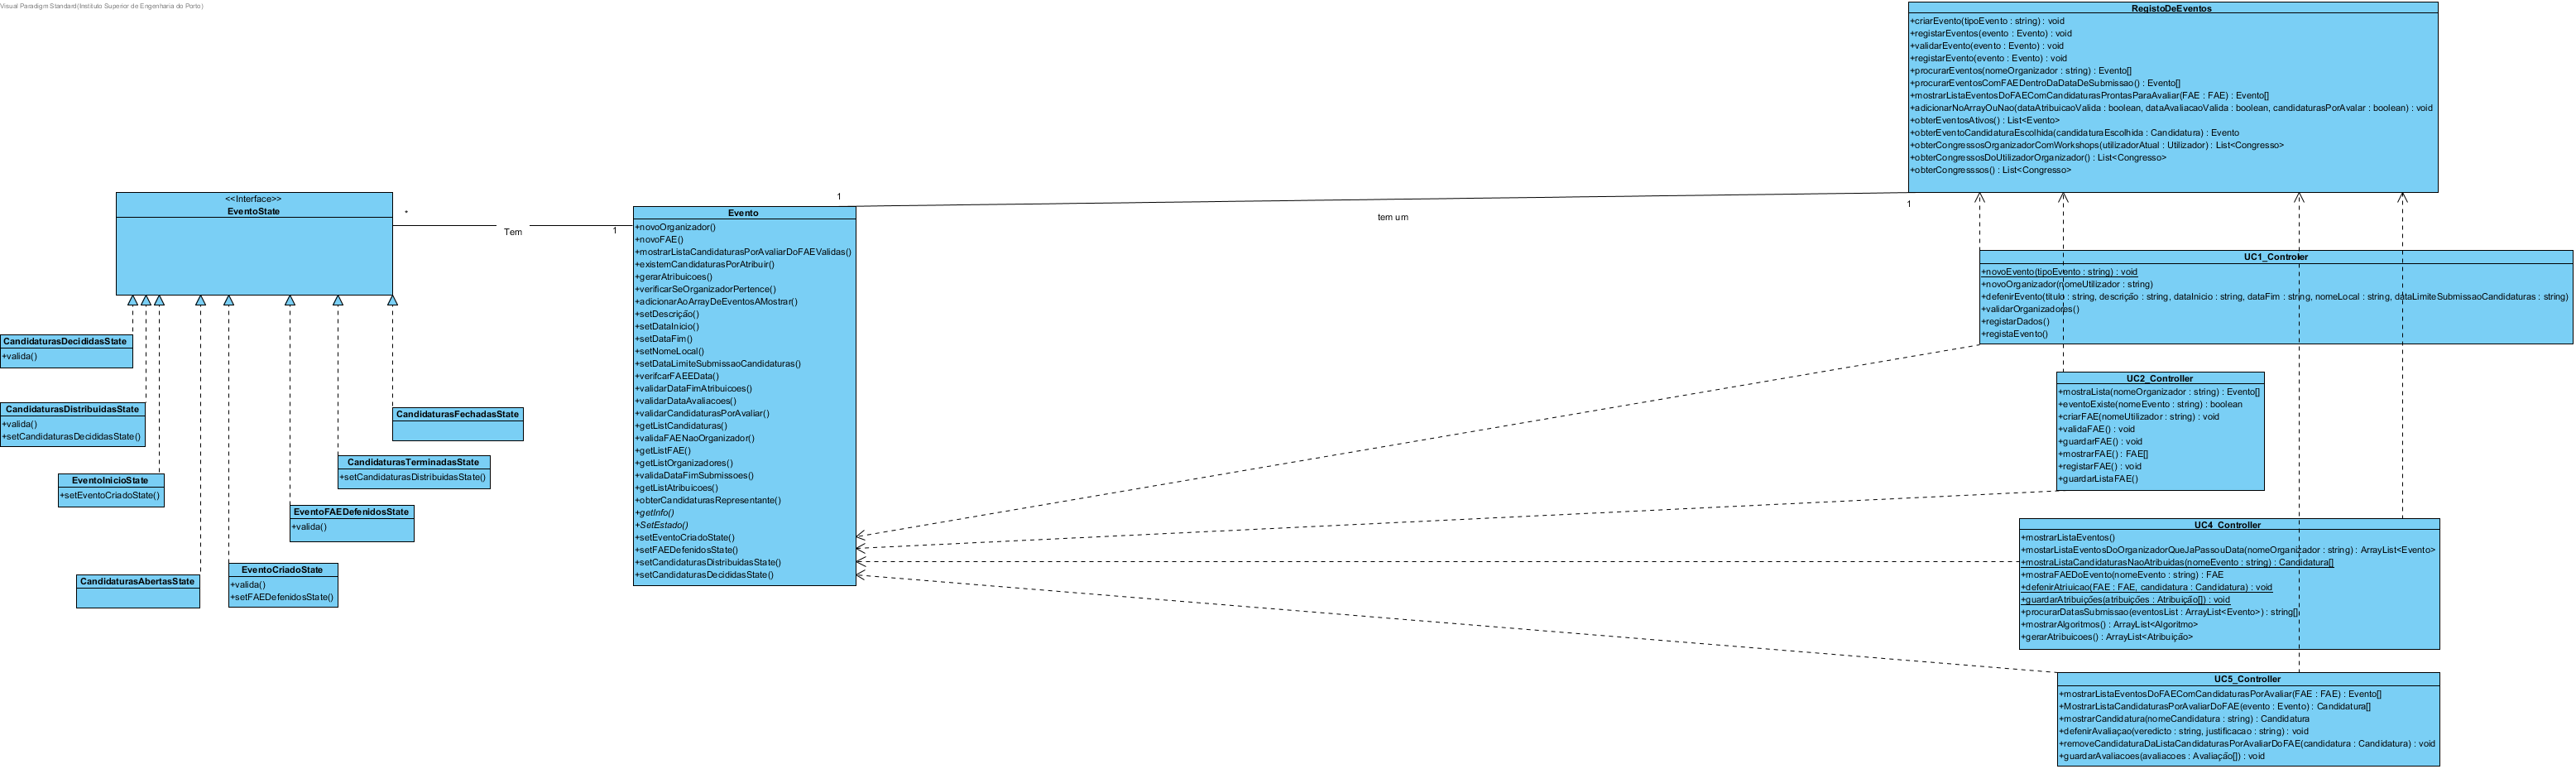 Visual Paradigm Standard(Instituto Superior de Engenharia do Porto)
RegistoDeEventos
+criarEvento(tipoEvento : string) : void
+registarEventos(evento : Evento) : void
+validarEvento(evento : Evento) : void
+registarEvento(evento : Evento) : void
+procurarEventos(nomeOrganizador : string) : Evento[]
+procurarEventosComFAEDentroDaDataDeSubmissao() : Evento[]
+mostrarListaEventosDoFAEComCandidaturasProntasParaAvaliar(FAE : FAE) : Evento[]
+adicionarNoArrayOuNao(dataAtribuicaoValida : boolean, dataAvaliacaoValida : boolean, candidaturasPorAvalar : boolean) : void
+obterEventosAtivos() : List<Evento>
+obterEventoCandidaturaEscolhida(candidaturaEscolhida : Candidatura) : Evento
+obterCongressosOrganizadorComWorkshops(utilizadorAtual : Utilizador) : List<Congresso>
+obterCongressosDoUtilizadorOrganizador() : List<Congresso>
+obterCongresssos() : List<Congresso>
<<Interface>>
EventoState
*
Tem
1
1
tem um
1
Evento
+novoOrganizador()
+novoFAE()
+mostrarListaCandidaturasPorAvaliarDoFAEValidas()
+existemCandidaturasPorAtribuir()
+gerarAtribuicoes()
+verificarSeOrganizadorPertence()
+adicionarAoArrayDeEventosAMostrar()
+setDescrição()
+setDataInicio()
+setDataFim()
+setNomeLocal()
+setDataLimiteSubmissaoCandidaturas()
+verifcarFAEEData()
+validarDataFimAtribuicoes()
+validarDataAvaliacoes()
+validarCandidaturasPorAvaliar()
+getListCandidaturas()
+validaFAENaoOrganizador()
+getListFAE()
+getListOrganizadores()
+validaDataFimSubmissoes()
+getListAtribuicoes()
+obterCandidaturasRepresentante()
+getInfo()
+SetEstado()
+setEventoCriadoState()
+setFAEDefenidosState()
+setCandidaturasDistribuidasState()
+setCandidaturasDecididasState()
CandidaturasDecididasState
+valida()
CandidaturasDistribuidasState
+valida()
+setCandidaturasDecididasState()
EventoInicioState
+setEventoCriadoState()
CandidaturasAbertasState
EventoCriadoState
+valida()
+setFAEDefenidosState()
EventoFAEDefenidosState
+valida()
CandidaturasTerminadasState
+setCandidaturasDistribuidasState()
CandidaturasFechadasState
UC1_Controler
+novoEvento(tipoEvento : string) : void
+novoOrganizador(nomeUtilizador : string)
+defenirEvento(titulo : string, descrição : string, dataInicio : string, dataFim : string, nomeLocal : string, dataLimiteSubmissaoCandidaturas : string)
+validarOrganizadores()
+registarDados()
+registaEvento()
UC2_Controller
+mostraLista(nomeOrganizador : string) : Evento[]
+eventoExiste(nomeEvento : string) : boolean
+criarFAE(nomeUtilizador : string) : void
+validaFAE() : void
+guardarFAE() : void
+mostrarFAE() : FAE[]
+registarFAE() : void
+guardarListaFAE()
UC4_Controller
+mostrarListaEventos()
+mostarListaEventosDoOrganizadorQueJaPassouData(nomeOrganizador : string) : ArrayList<Evento>
+mostraListaCandidaturasNaoAtribuidas(nomeEvento : string) : Candidatura[]
+mostraFAEDoEvento(nomeEvento : string) : FAE
+defenirAtriuicao(FAE : FAE, candidatura : Candidatura) : void
+guardarAtribuições(atribuições : Atribuição[]) : void
+procurarDatasSubmissao(eventosList : ArrayList<Evento>) : string[]
+mostrarAlgoritmos() : ArrayList<Algoritmo>
+gerarAtribuicoes() : ArrayList<Atribuição>
UC5_Controller
+mostrarListaEventosDoFAEComCandidaturasPorAvaliar(FAE : FAE) : Evento[]
+MostrarListaCandidaturasPorAvaliarDoFAE(evento : Evento) : Candidatura[]
+mostrarCandidatura(nomeCandidatura : string) : Candidatura
+defenirAvaliaçao(veredicto : string, justificacao : string) : void
+removeCandidaturaDaListaCandidaturasPorAvaliarDoFAE(candidatura : Candidatura) : void
+guardarAvaliacoes(avaliacoes : Avaliação[]) : void